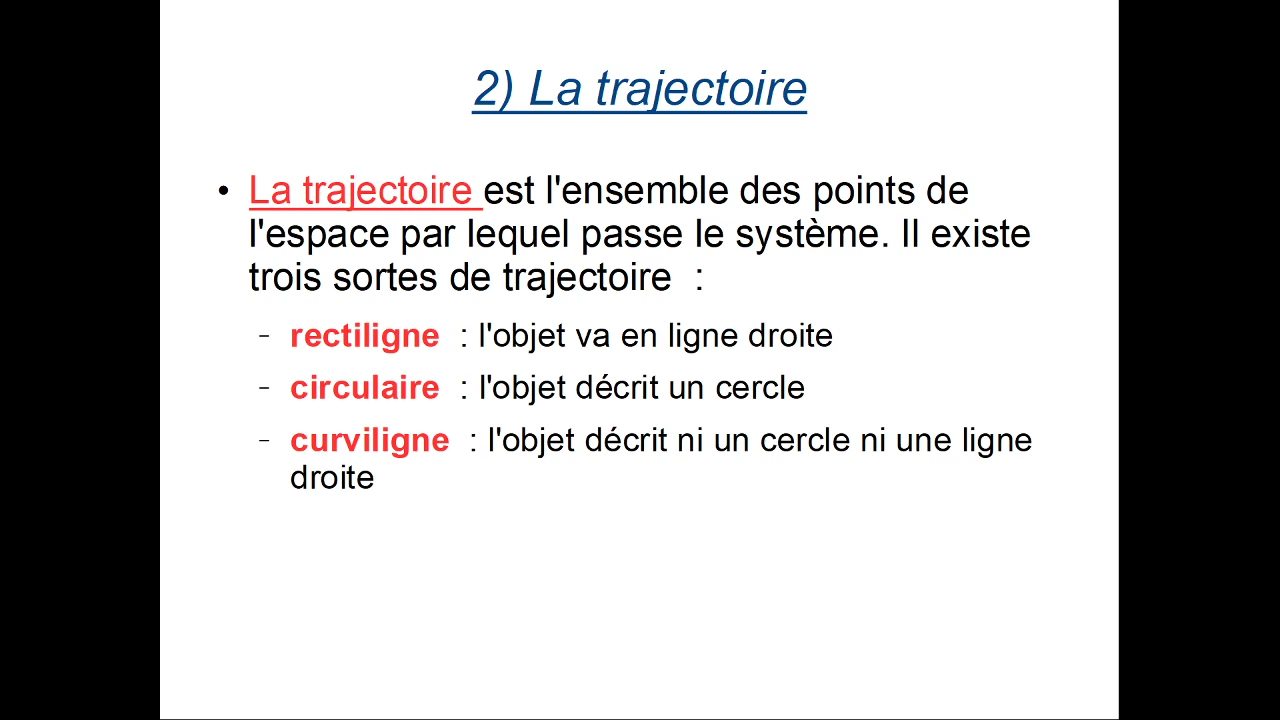 2) La trajectoire
• La trajectoire est l'ensemble des points de
l'espace par lequel passe le système. Il existe
trois sortes de trajectoire  :
– rectiligne  : l'objet va en ligne droite
– circulaire  : l'objet décrit un cercle
– curviligne  : l'objet décrit ni un cercle ni une ligne
droite